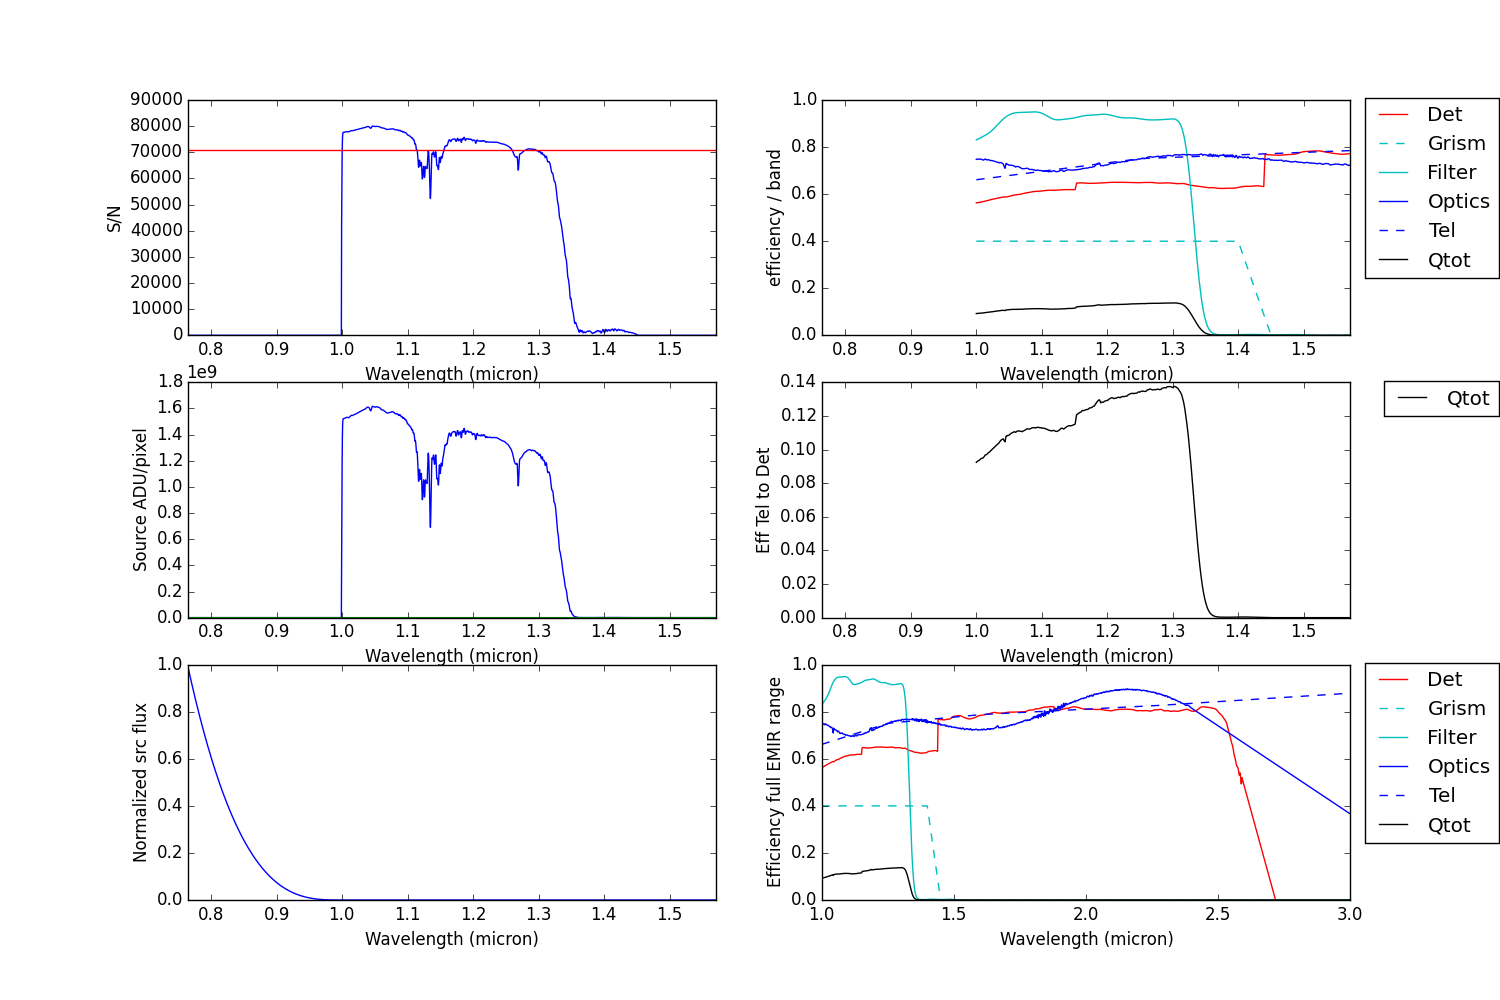 90000
80000
70000
60000
50000
40000
30000
20000
10000
0
S/N
0.8 0.9 1.0 1.1 1.2 1.3 1.4 1.5
Wavelength (micron)
1.0
0.8
0.6
0.4
0.2
0.0
efficiency / band
0.8 0.9 1.0 1.1 1.2 1.3 1.4 1.5
Wavelength (micron)
Det
Grism
Filter
Optics
Tel
Qtot
1e9
1.8
1.6
1.4
1.2
1.0
0.8
0.6
0.4
0.2
0.0
Source ADU/pixel
0.8 0.9 1.0 1.1 1.2 1.3 1.4 1.5
Wavelength (micron)
0.14
0.12
0.10
0.08
0.06
0.04
0.02
0.00
Eff Tel to Det
0.8 0.9 1.0 1.1 1.2 1.3 1.4 1.5
Wavelength (micron)
Qtot
1.0
0.8
0.6
0.4
0.2
0.0
Normalized src flux
0.8 0.9 1.0 1.1 1.2 1.3 1.4 1.5
Wavelength (micron)
1.0
0.8
0.6
0.4
0.2
0.0
Efficiency full EMIR range
1.0 1.5 2.0 2.5 3.0
Wavelength (micron)
Det
Grism
Filter
Optics
Tel
Qtot